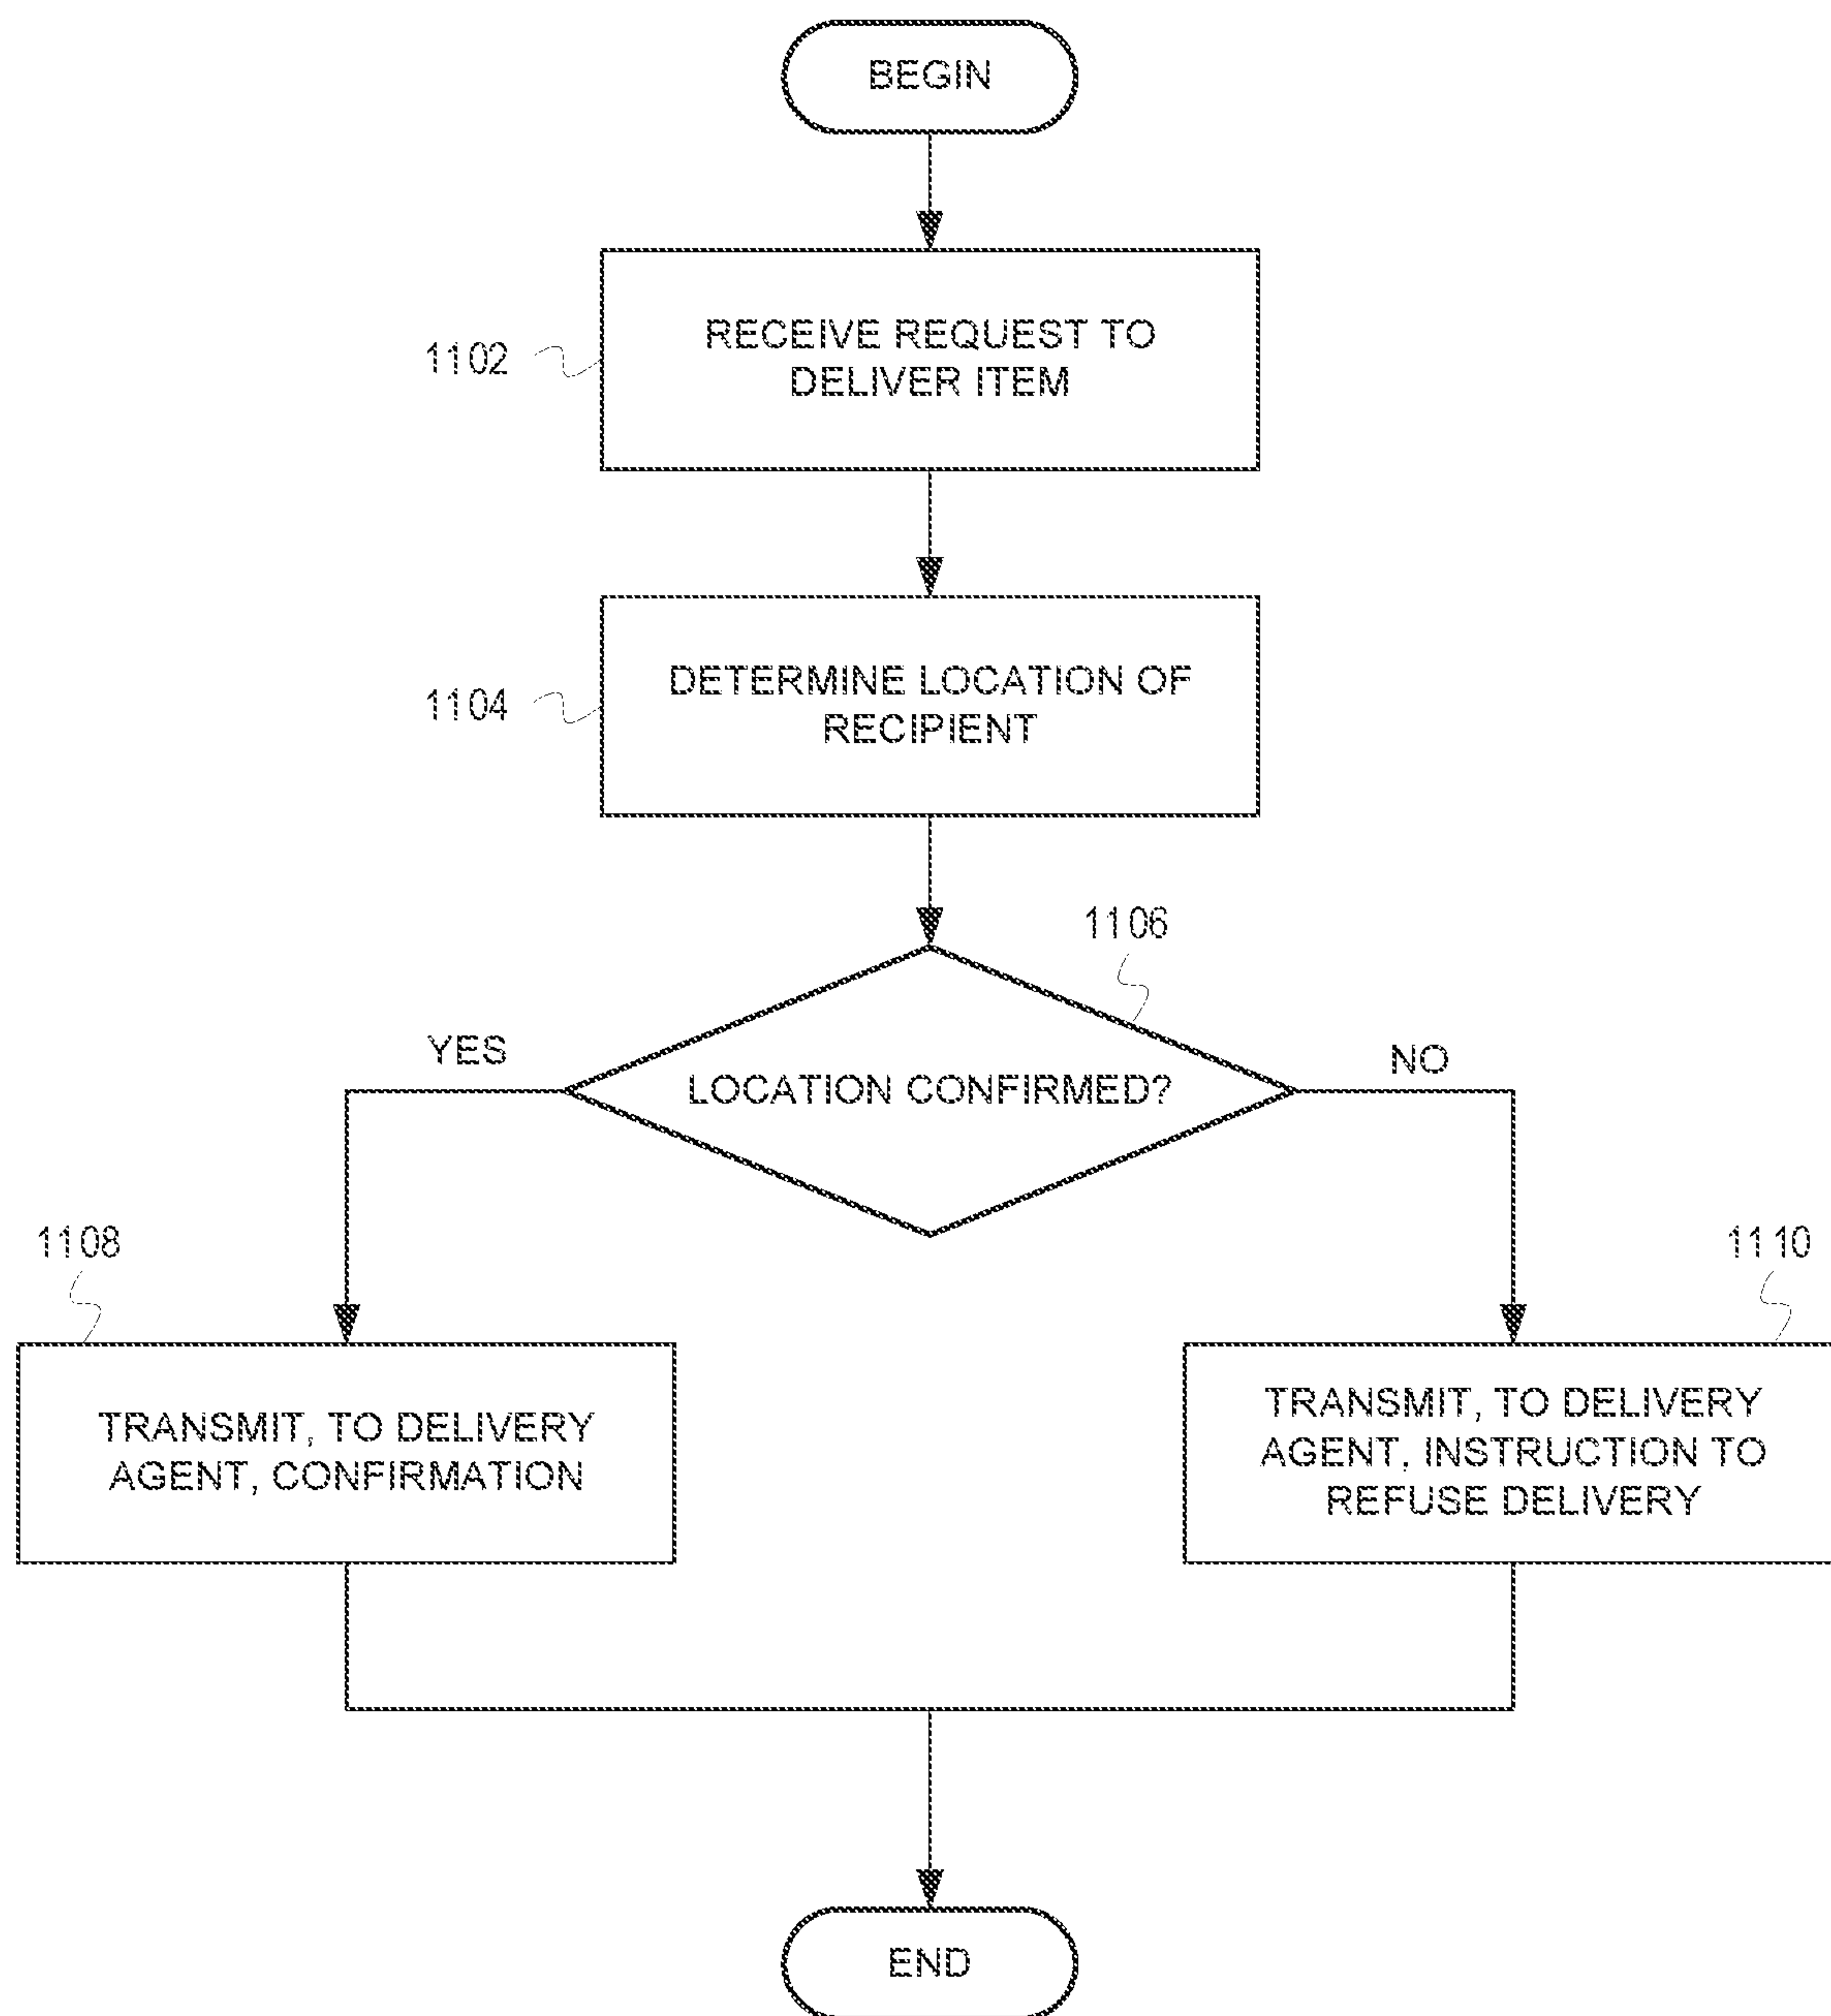 BEGIN
1102
RECEIVE REQUEST TO
DELIVER ITEM
1104
DETERMINE LOCATION OF
RECIPIENT
1106
YES
LOCATION CONFIRMED?
NO
1108
TRANSMIT, TO DELIVERY
AGENT, CONFIRMATION
1110
TRANSMIT, TO DELIVERY
AGENT, INSTRUCTION TO
REFUSE DELIVERY
END